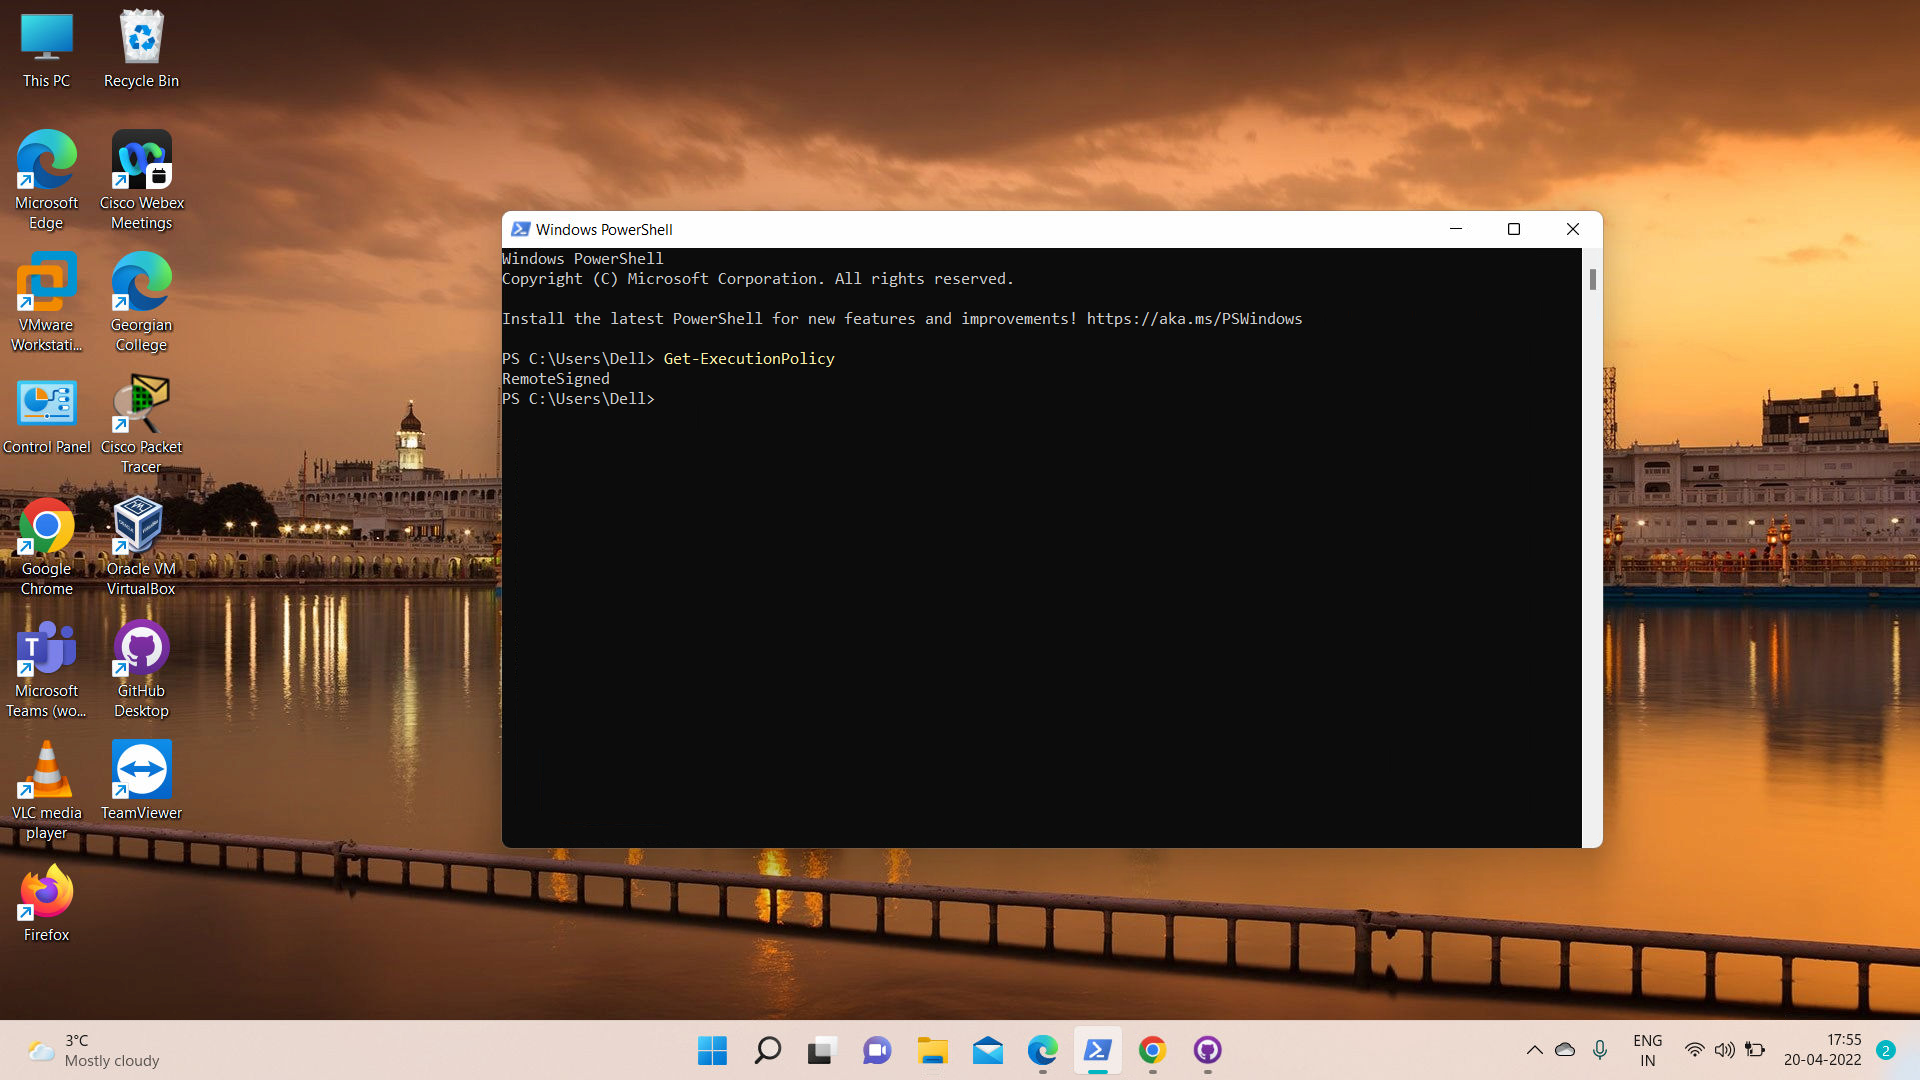 This PC
Recycle Bin
Microsoft
Edge
Cisco Webex
Meetings
VMware
Workstati...
Georgian
College
Control Panel
Cisco Packet
Tracer
Google
Chrome
Oracle VM
VirtualBox
Microsoft
Teams (wo...
GitHub
Desktop
VLC media
player
TeamViewer
Firefox
Windows PowerShell
Windows PowerShell
Copyright (C) Microsoft Corporation. All rights reserved.
Install the latest PowerShell for new features and improvements! https://aka.ms/PSWindows
PS C:\Users\Dell> Get-ExecutionPolicy
RemoteSigned
PS C:\Users\Dell>
3°C
Mostly cloudy
ENG
IN
17:55
20-04-2022
2